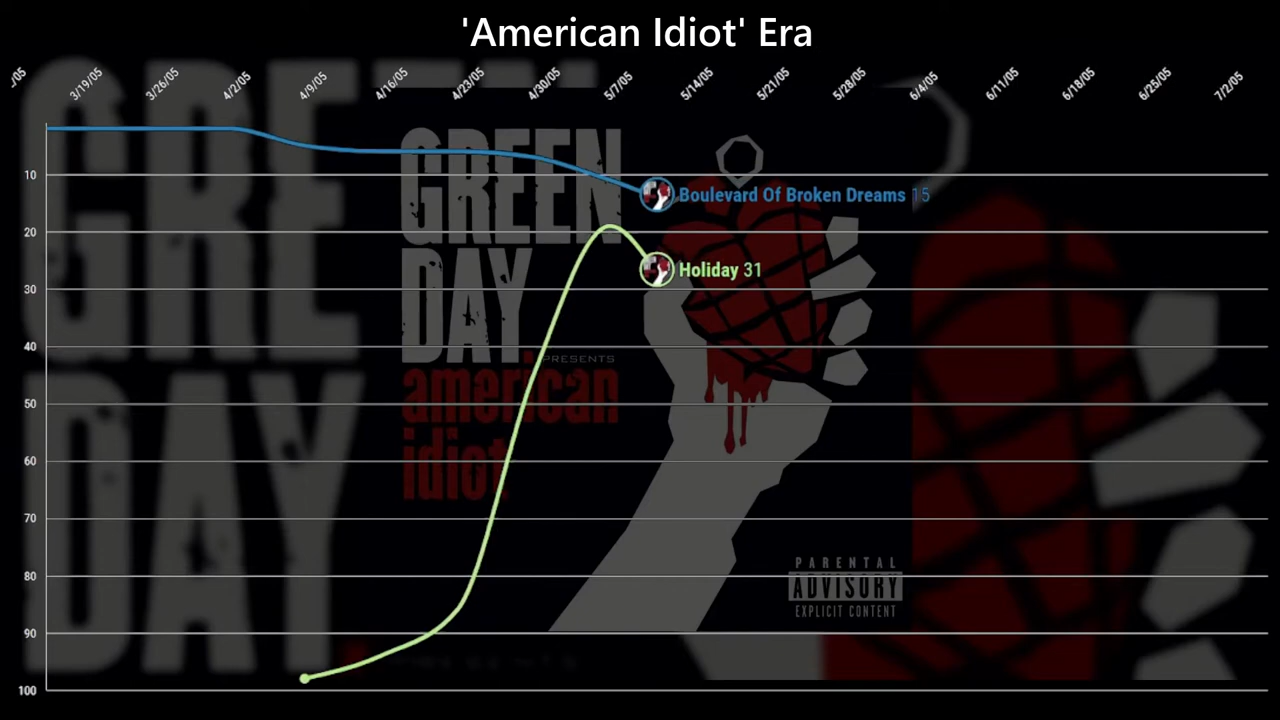 'American Idiot' Era
/05 3/19/05 3/26/05 4/2/05 4/9/05 4/16/05 4/23/05 4/30/05 5/7/05 5/14/05 5/21/05 5/28/05 6/4/05 6/11/05 6/18/05 6/25/05 7/2/05
GRE
DAY
GREEN
DAY
PRESENTS
american
idiot
10
Boulevard Of Broken Dreams 15
20
Holiday 31
30
40
50
60
70
80
90
100
PARENTAL
ADVISORY
EXPLICIT CONTENT